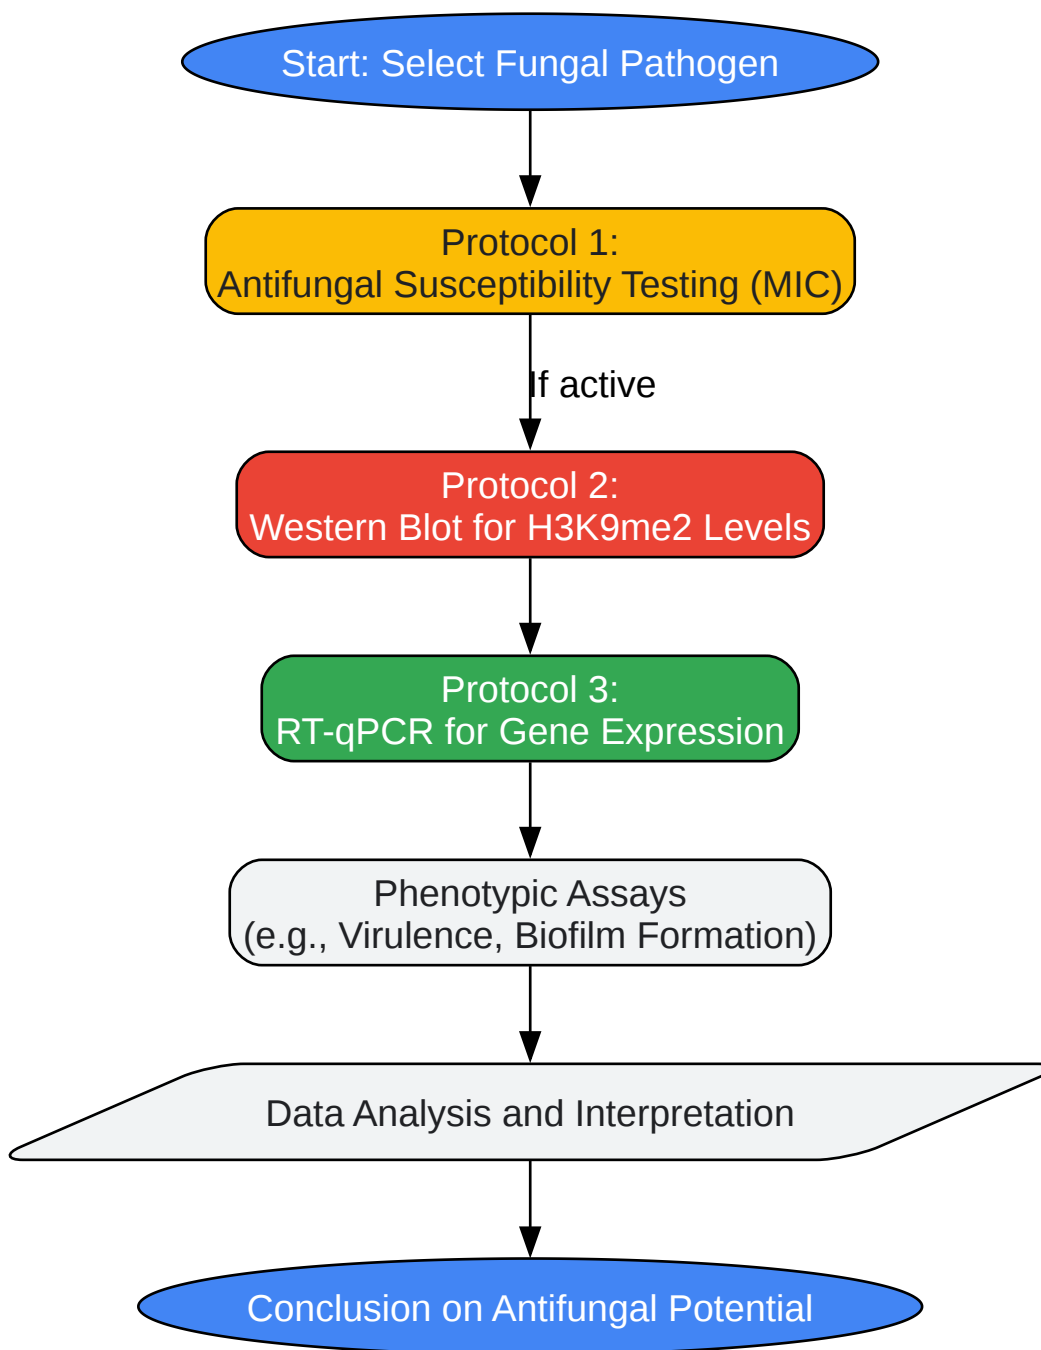 Start: Select Fungal Pathogen
Protocol 1:
Antifungal Susceptibility Testing (MIC)
If active
Protocol 2:
Western Blot for H3K9me2 Levels
Protocol 3:
RT-qPCR for Gene Expression
Phenotypic Assays
(e.g., Virulence, Biofilm Formation)
Data Analysis and Interpretation
Conclusion on Antifungal Potential